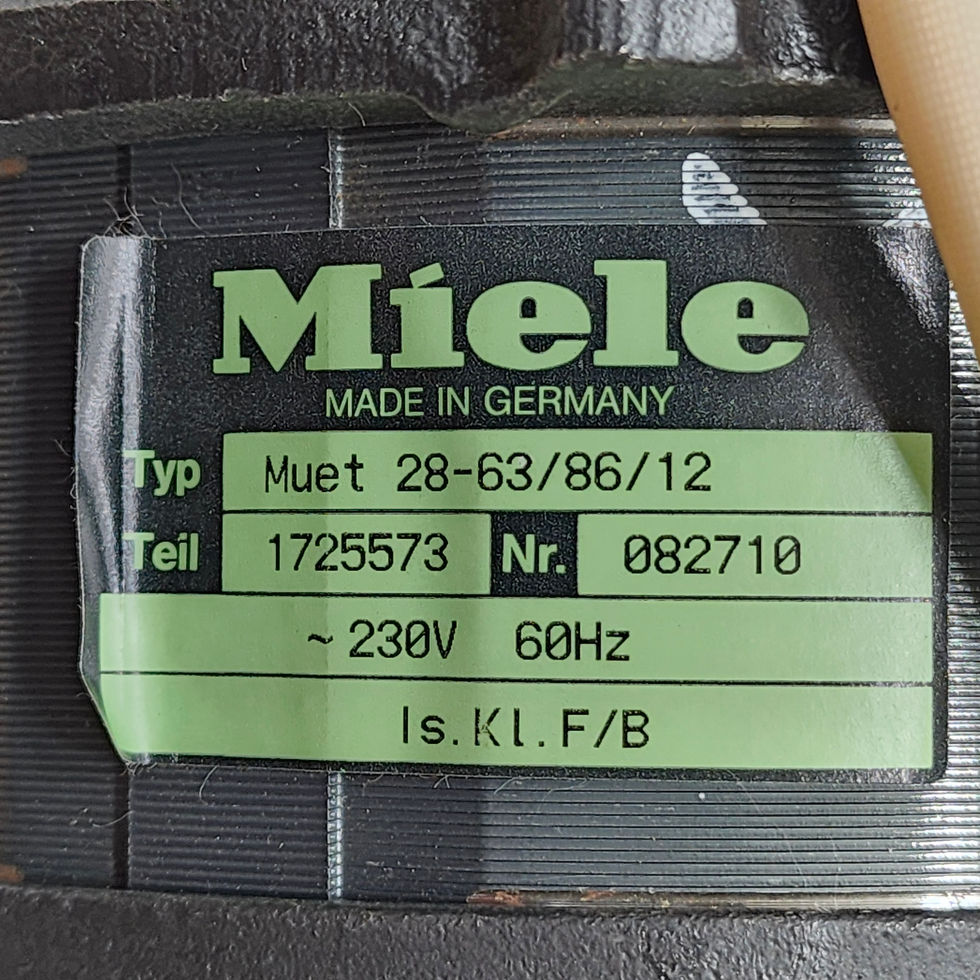 Miele
MADE IN GERMANY
Typ Muet 28-63/86/12
Teil 1725573 Nr. 082710
~230V 60Hz
Is.Kl.F/B